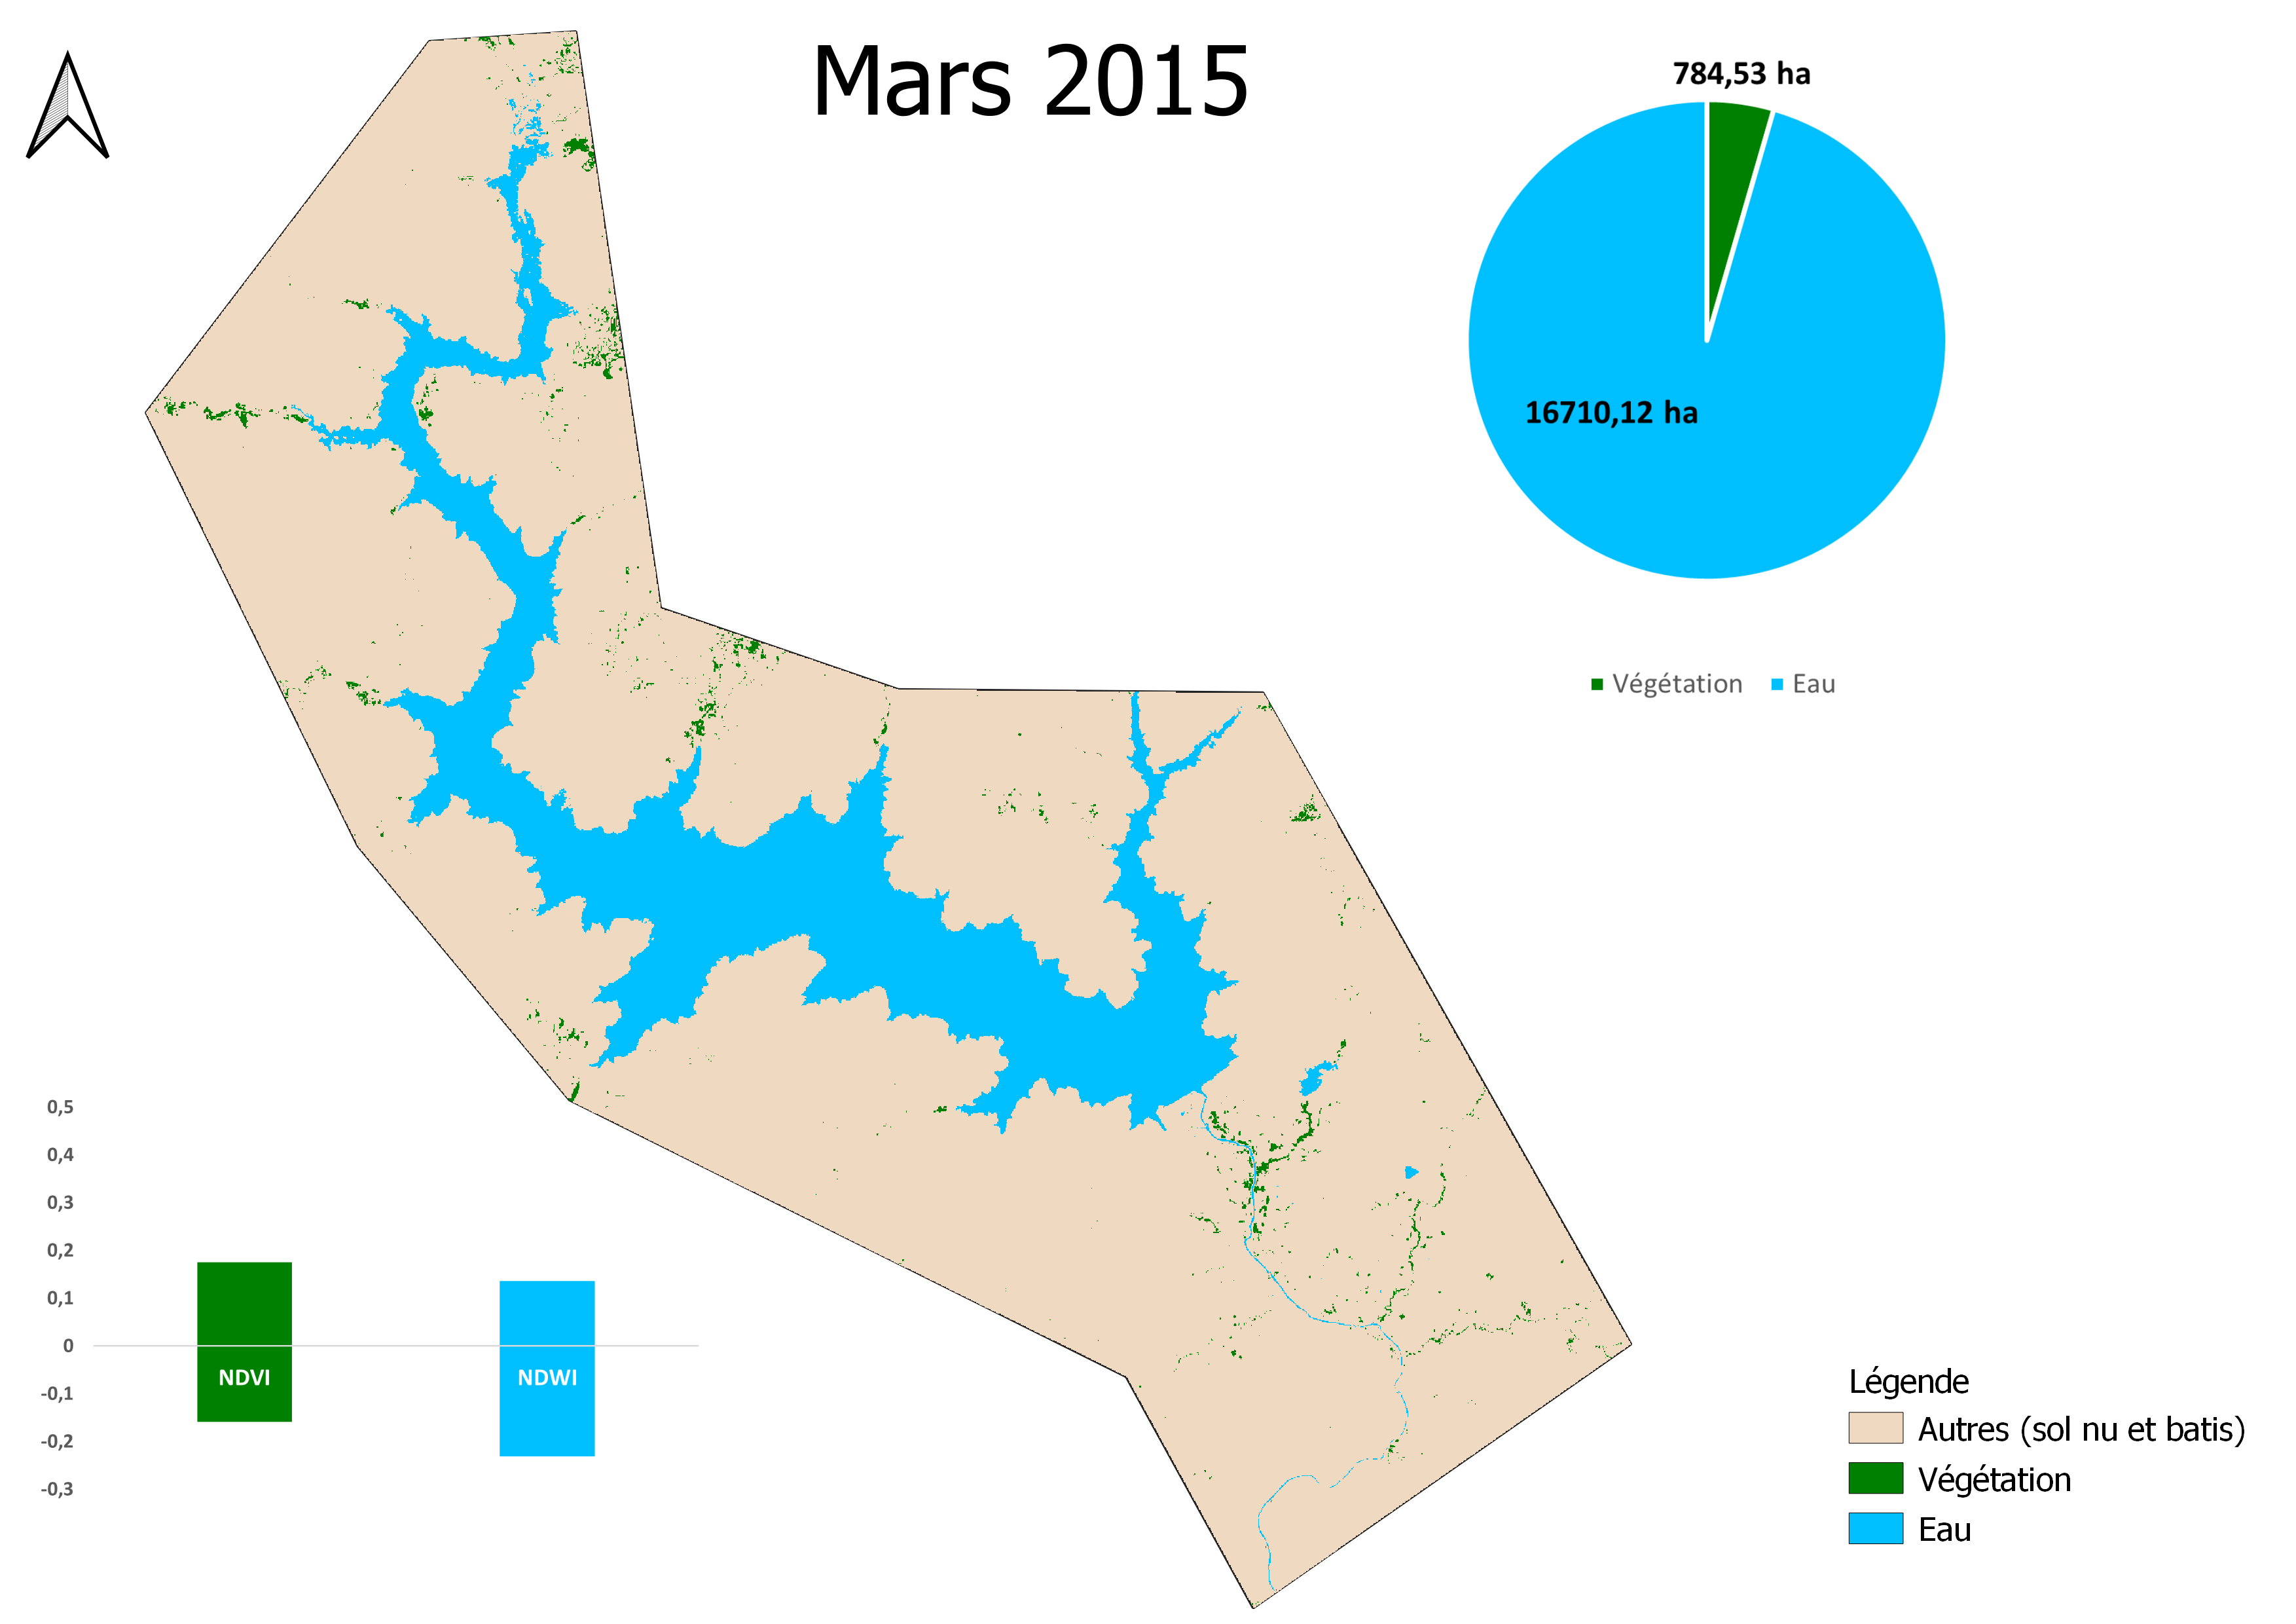 Mars 2015
784,53 ha
16710,12 ha
Végétation Eau
0,5
0,4
0,3
0,2
0,1
0
-0,1
-0,2
-0,3
NDVI NDWI
Légende
Autres (sol nu et batis)
Végétation
Eau